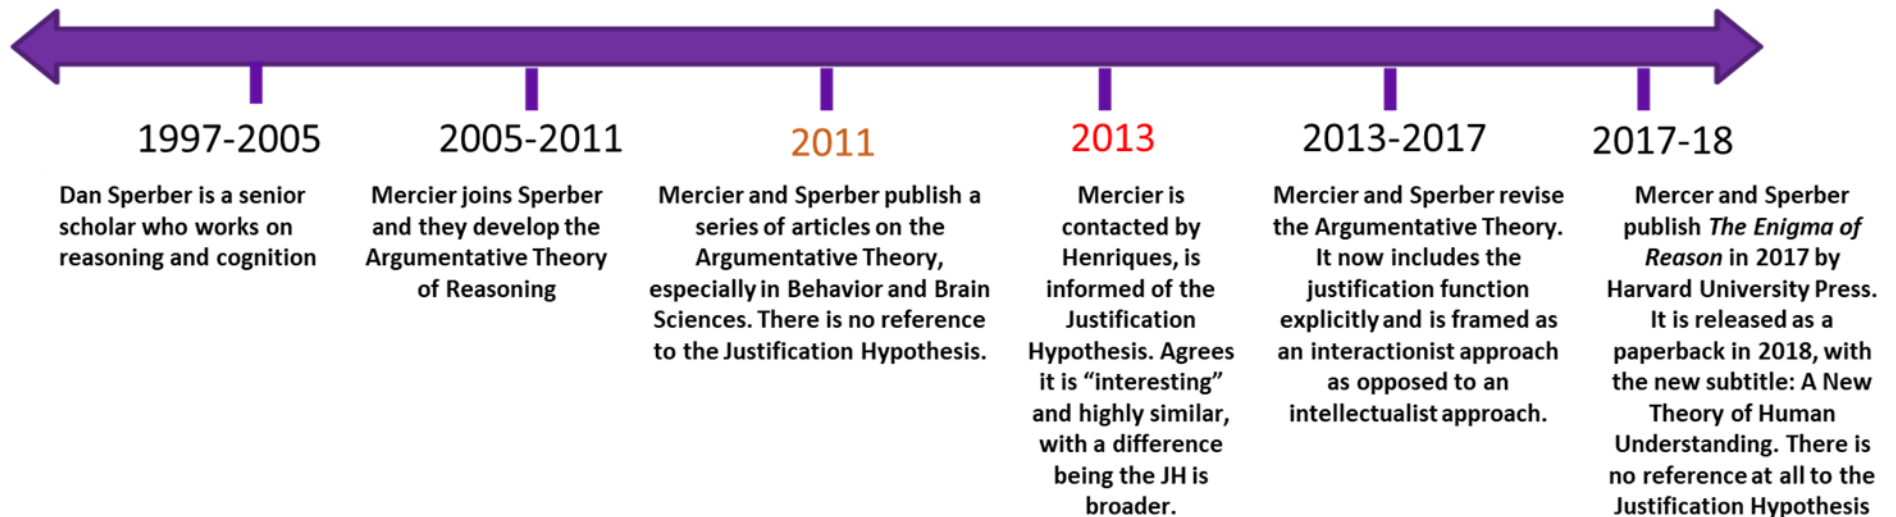 1997-2005
Dan Sperber is a senior
scholar who works on
reasoning and cognition
2005-2011
Mercier joins Sperber
and they develop the
Argumentative Theory
of Reasoning
2011
Mercier and Sperber publish a
series of articles on the
Argumentative Theory,
especially in Behavior and Brain
Sciences. There is no reference
to the Justification Hypothesis.
2013
Mercier is
contacted by
Henriques, is
informed of the
Justification
Hypothesis. Agrees
it is “interesting”
and highly similar,
with a difference
being the JH is
broader.
2013-2017
Mercier and Sperber revise
the Argumentative Theory.
It now includes the
justification function
explicitly and is framed as
an interactionist approach
as opposed to an
intellectualist approach.
2017-18
Mercer and Sperber
publish The Enigma of
Reason in 2017 by
Harvard University Press.
It is released as a
paperback in 2018, with
the new subtitle: A New
Theory of Human
Understanding. There is
no reference at all to the
Justification Hypothesis